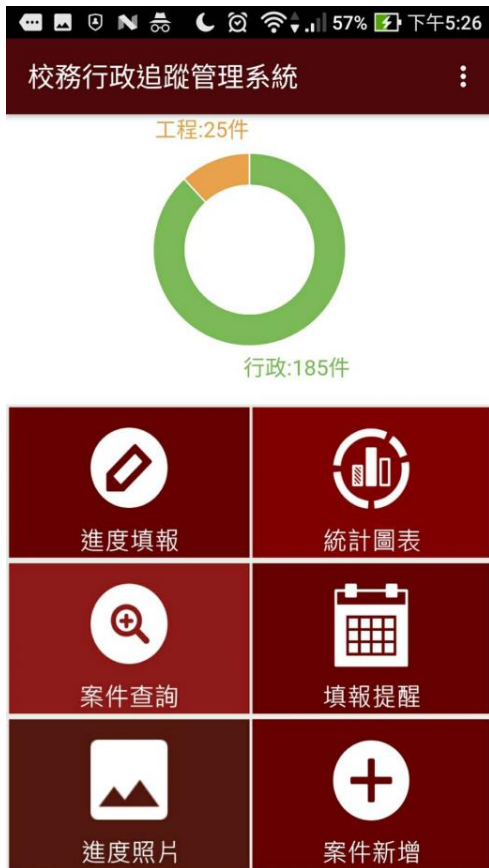 57% 下午5:26
校務行政追蹤管理系統
工程:25件
行政:185件
進度填報
統計圖表
案件查詢
填報提醒
進度照片
案件新增